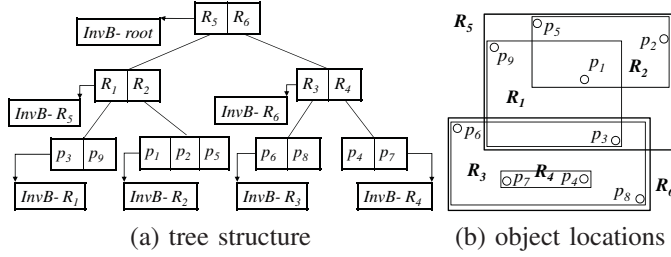 R5 R6
InvB- root
R1 R2
R3 R4
InvB- R5
InvB- R6
p3 p9
p1 p2 p5
p6 p8
p4 p7
InvB- R1
InvB- R2
InvB- R3
InvB- R4
(a) tree structure
R5
p5
p2
p9
p1
R2
R1
p6
p3
R3
R4
p7
p4
p8
R6
(b) object locations